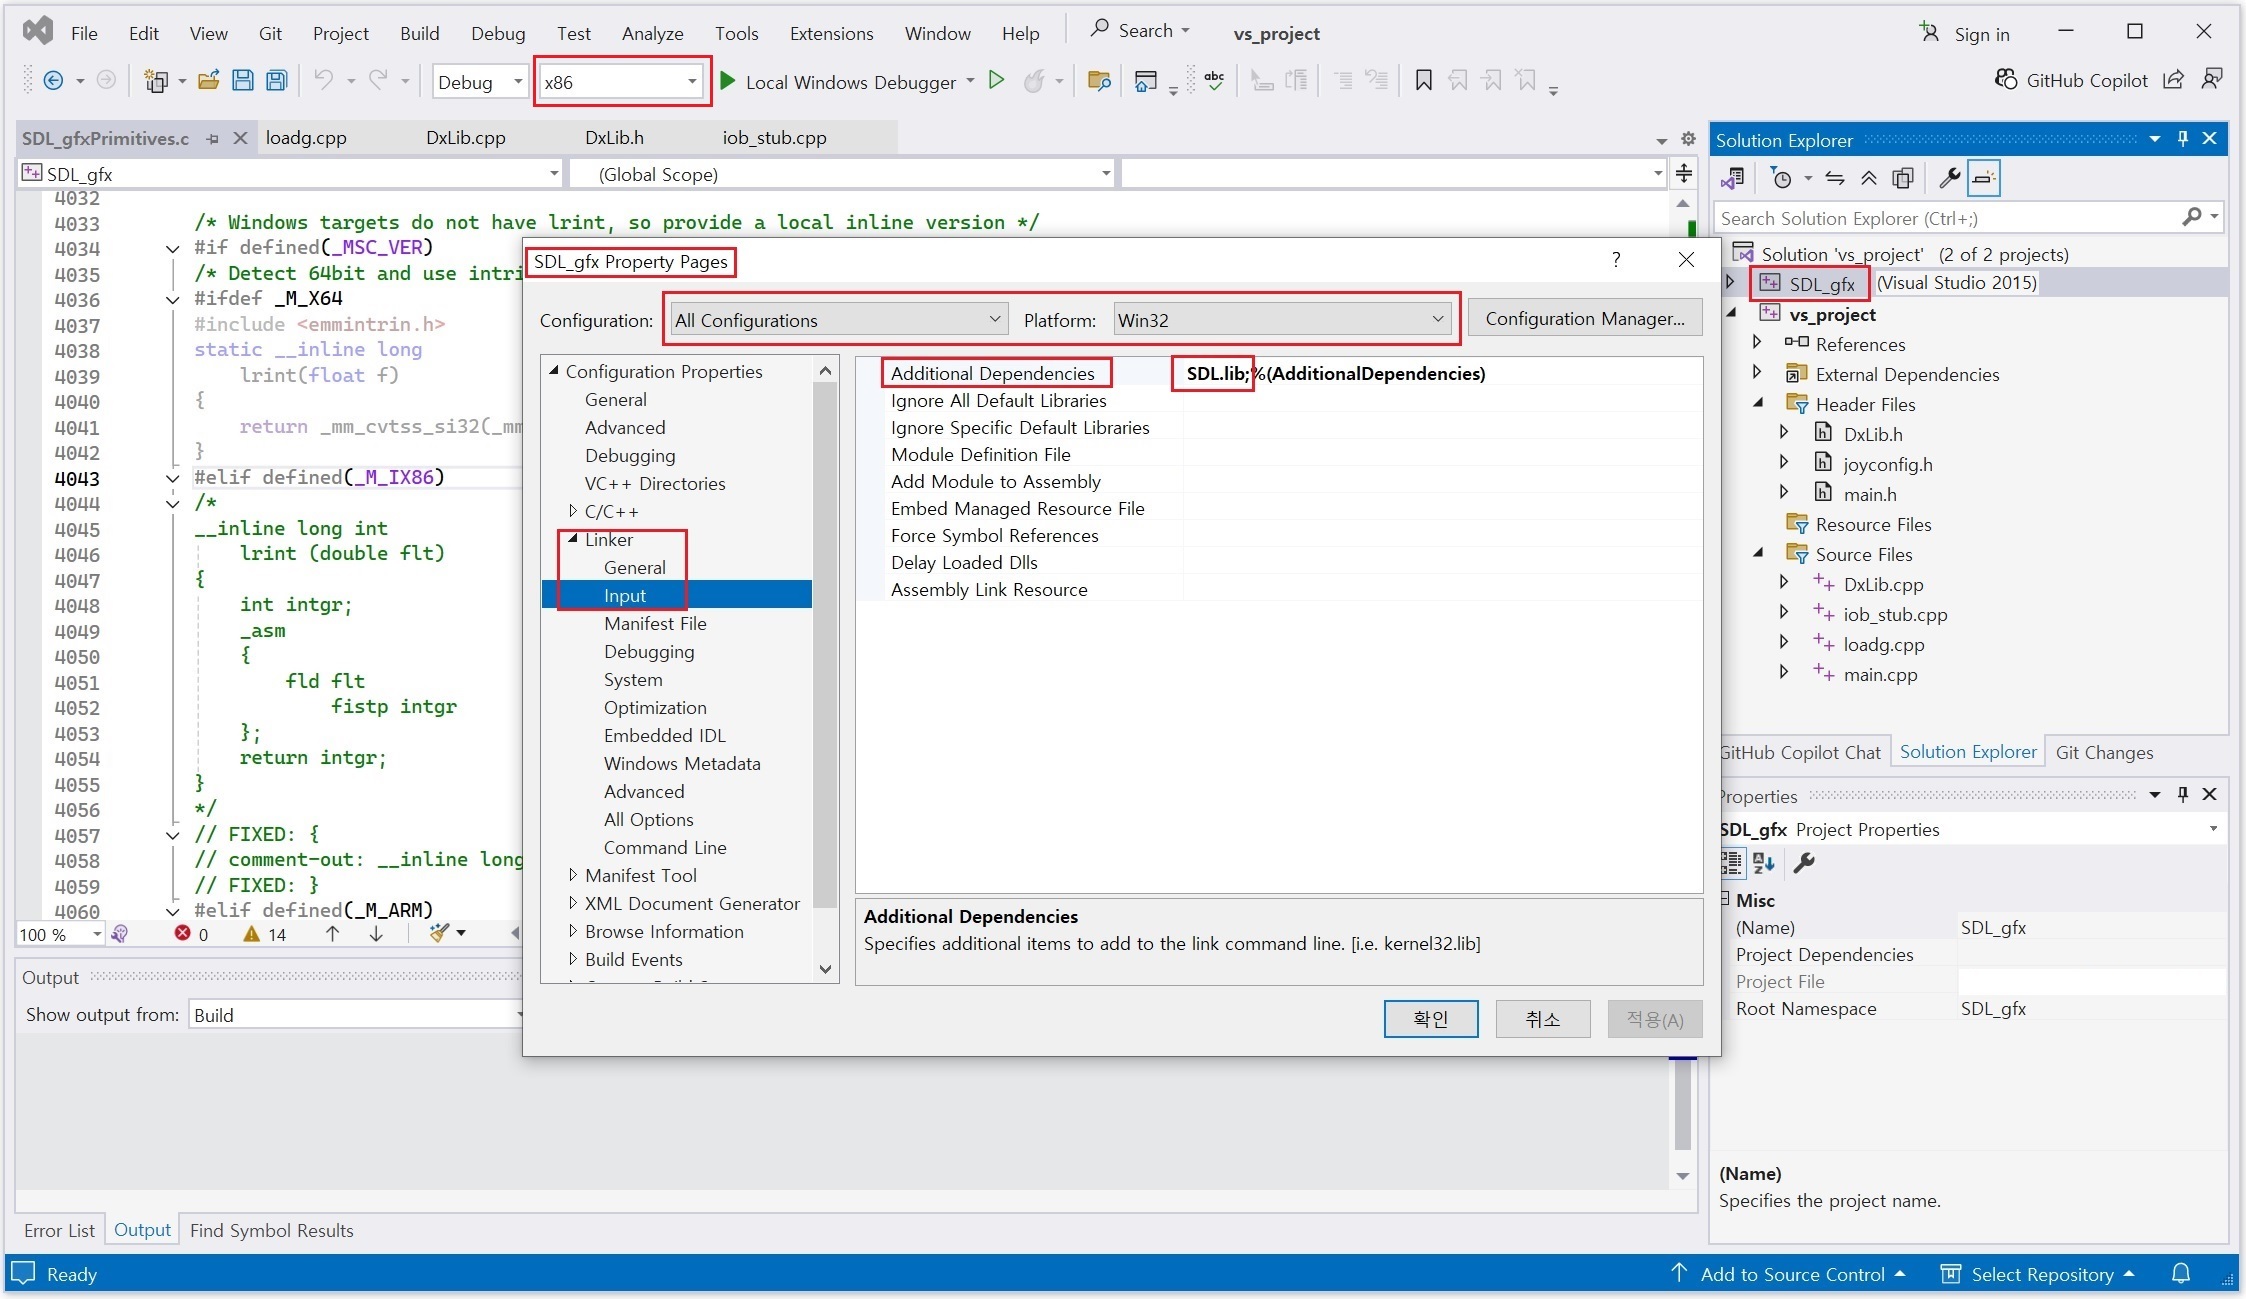 File Edit View Git Project Build Debug Test Analyze Tools Extensions Window Help Search vs_project Sign in
Debug x86 Local Windows Debugger abc GitHub Copilot
SDL_gfxPrimitives.c loadg.cpp DxLib.cpp DxLib.h iob_stub.cpp
SDL_gfx (Global Scope)
4032
4033 /* Windows targets do not have lrint, so provide a local inline version */
4034 #if defined(_MSC_VER)
4035 /* Detect 64bit and use intri
4036 #ifdef _M_X64
4037 #include <emmintrin.h>
4038 static __inline long
4039 lrint(float f)
4040 {
4041 return _mm_cvtss_si32(_mm
4042 }
4043 #elif defined(_M_IX86)
4044 /*
4045 __inline long int
4046 lrint (double flt)
4047 {
4048 int intgr;
4049 _asm
4050 {
4051 fld flt
4052 fistp intgr
4053 };
4054 return intgr;
4055 }
4056 */
4057 // FIXED: {
4058 // comment-out: __inline long
4059 // FIXED: }
4060 #elif defined(_M_ARM)
100 % 0 14
Output
Show output from: Build
Error List Output Find Symbol Results
SDL_gfx Property Pages ?
Configuration: All Configurations Platform: Win32 Configuration Manager...
Configuration Properties
General
Advanced
Debugging
VC++ Directories
C/C++
Linker
General
Input
Manifest File
Debugging
System
Optimization
Embedded IDL
Windows Metadata
Advanced
All Options
Command Line
Manifest Tool
XML Document Generator
Browse Information
Build Events
Additional Dependencies SDL.lib;%(AdditionalDependencies)
Ignore All Default Libraries
Ignore Specific Default Libraries
Module Definition File
Add Module to Assembly
Embed Managed Resource File
Force Symbol References
Delay Loaded Dlls
Assembly Link Resource
Additional Dependencies
Specifies additional items to add to the link command line. [i.e. kernel32.lib]
확인 취소 적용(A)
Solution Explorer
Search Solution Explorer (Ctrl+;)
Solution 'vs_project' (2 of 2 projects)
SDL_gfx (Visual Studio 2015)
vs_project
References
External Dependencies
Header Files
DxLib.h
joyconfig.h
main.h
Resource Files
Source Files
DxLib.cpp
iob_stub.cpp
loadg.cpp
main.cpp
GitHub Copilot Chat Solution Explorer Git Changes
Properties
SDL_gfx Project Properties
Misc
(Name) SDL_gfx
Project Dependencies
Project File
Root Namespace SDL_gfx
(Name)
Specifies the project name.
Ready Add to Source Control Select Repository